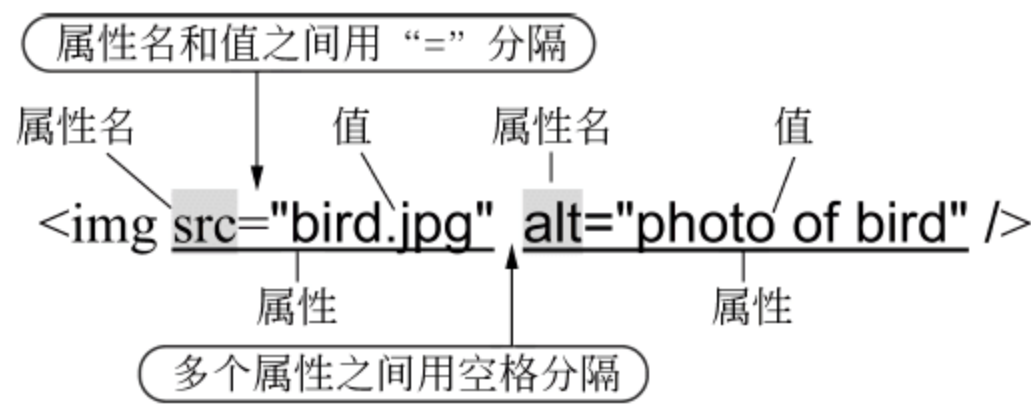 属性名和值之间用 “=” 分隔
属性名 值 属性名 值
<img src="bird.jpg" alt="photo of bird" />
属性 属性
多个属性之间用空格分隔